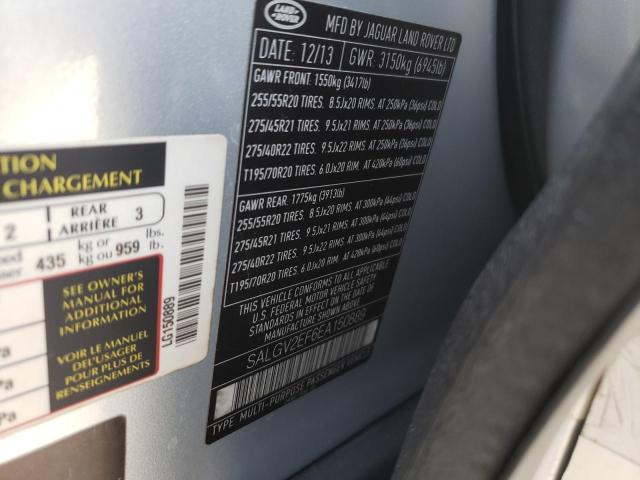 LAND-
ROVER
MFD BY JAGUAR LAND ROVER LTD
DATE: 12/13 GWR: 3150kg (6945lb)
GAWR FRONT: 1550kg (3417lb)
255/55R20 TIRES. 8.5Jx20 RIMS. AT 250kPa (36psi) COLD
275/45R21 TIRES. 9.5Jx21 RIMS. AT 250kPa (36psi) COLD
275/40R22 TIRES. 9.5Jx22 RIMS. AT 250kPa (36psi) COLD
T195/70R20 TIRES. 6.0Jx20 RIM. AT 420kPa (60psi) COLD
GAWR REAR: 1775kg (3913lb)
255/55R20 TIRES. 8.5Jx20 RIMS. AT 300kPa (44psi) COLD
275/45R21 TIRES. 9.5Jx21 RIMS. AT 300kPa (44psi) COLD
275/40R22 TIRES. 9.5Jx22 RIMS. AT 300kPa (44psi) COLD
T195/70R20 TIRES. 6.0Jx20 RIM. AT 420kPa (60psi) COLD
THIS VEHICLE CONFORMS TO ALL APPLICABLE
U.S. FEDERAL MOTOR VEHICLE SAFETY AND
THEFT PREVENTION STANDARDS IN EFFECT ON
THE DATE OF MANUFACTURE SHOWN ABOVE
SALGV2EF6EA150889
TYPE: MULTI-PURPOSE PASSENGER VEHICLE
CHARGEMENT
2 REAR ARRIÈRE 3
435 kg or kg ou 959 lbs. lb.
SEE OWNER'S
MANUAL FOR
ADDITIONAL
INFORMATION
VOIR LE MANUEL
DE L'USAGER
POUR PLUS DE
RENSEIGNEMENTS
LG150889